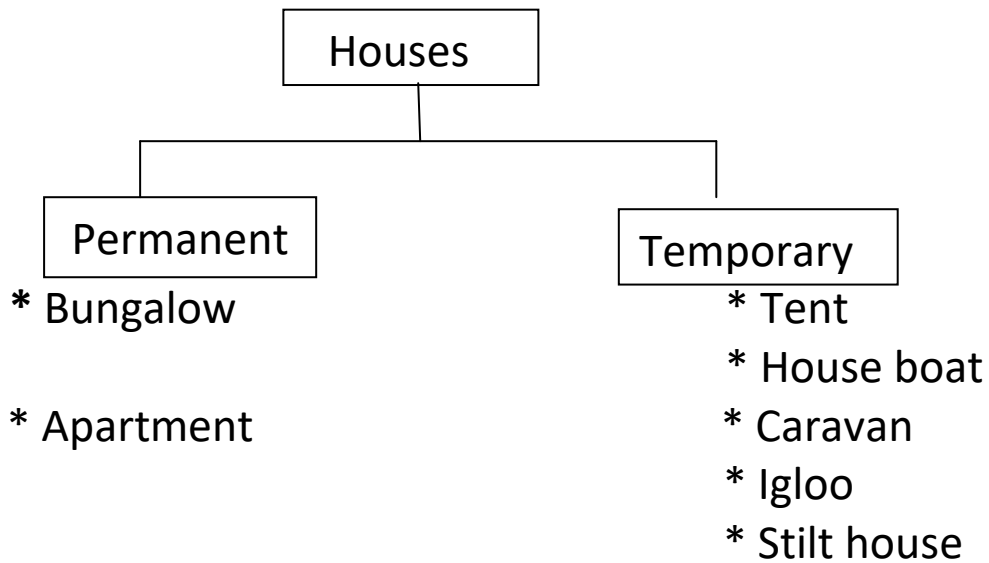 Houses
Permanent
* Bungalow
* Apartment
Temporary
* Tent
* House boat
* Caravan
* Igloo
* Stilt house